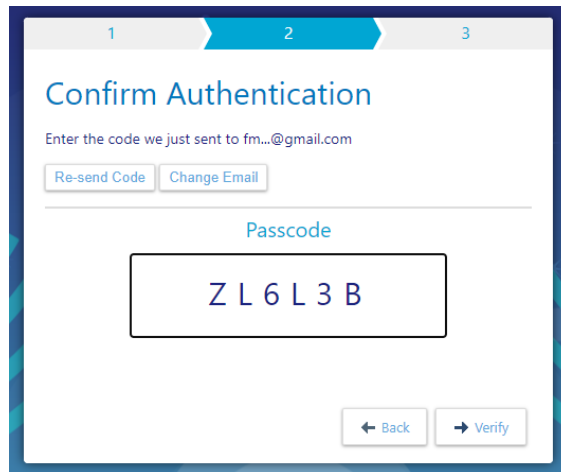 1 2 3
Confirm Authentication
Enter the code we just sent to fm...@gmail.com
Re-send Code Change Email
Passcode
Z L 6 L 3 B
Back Verify